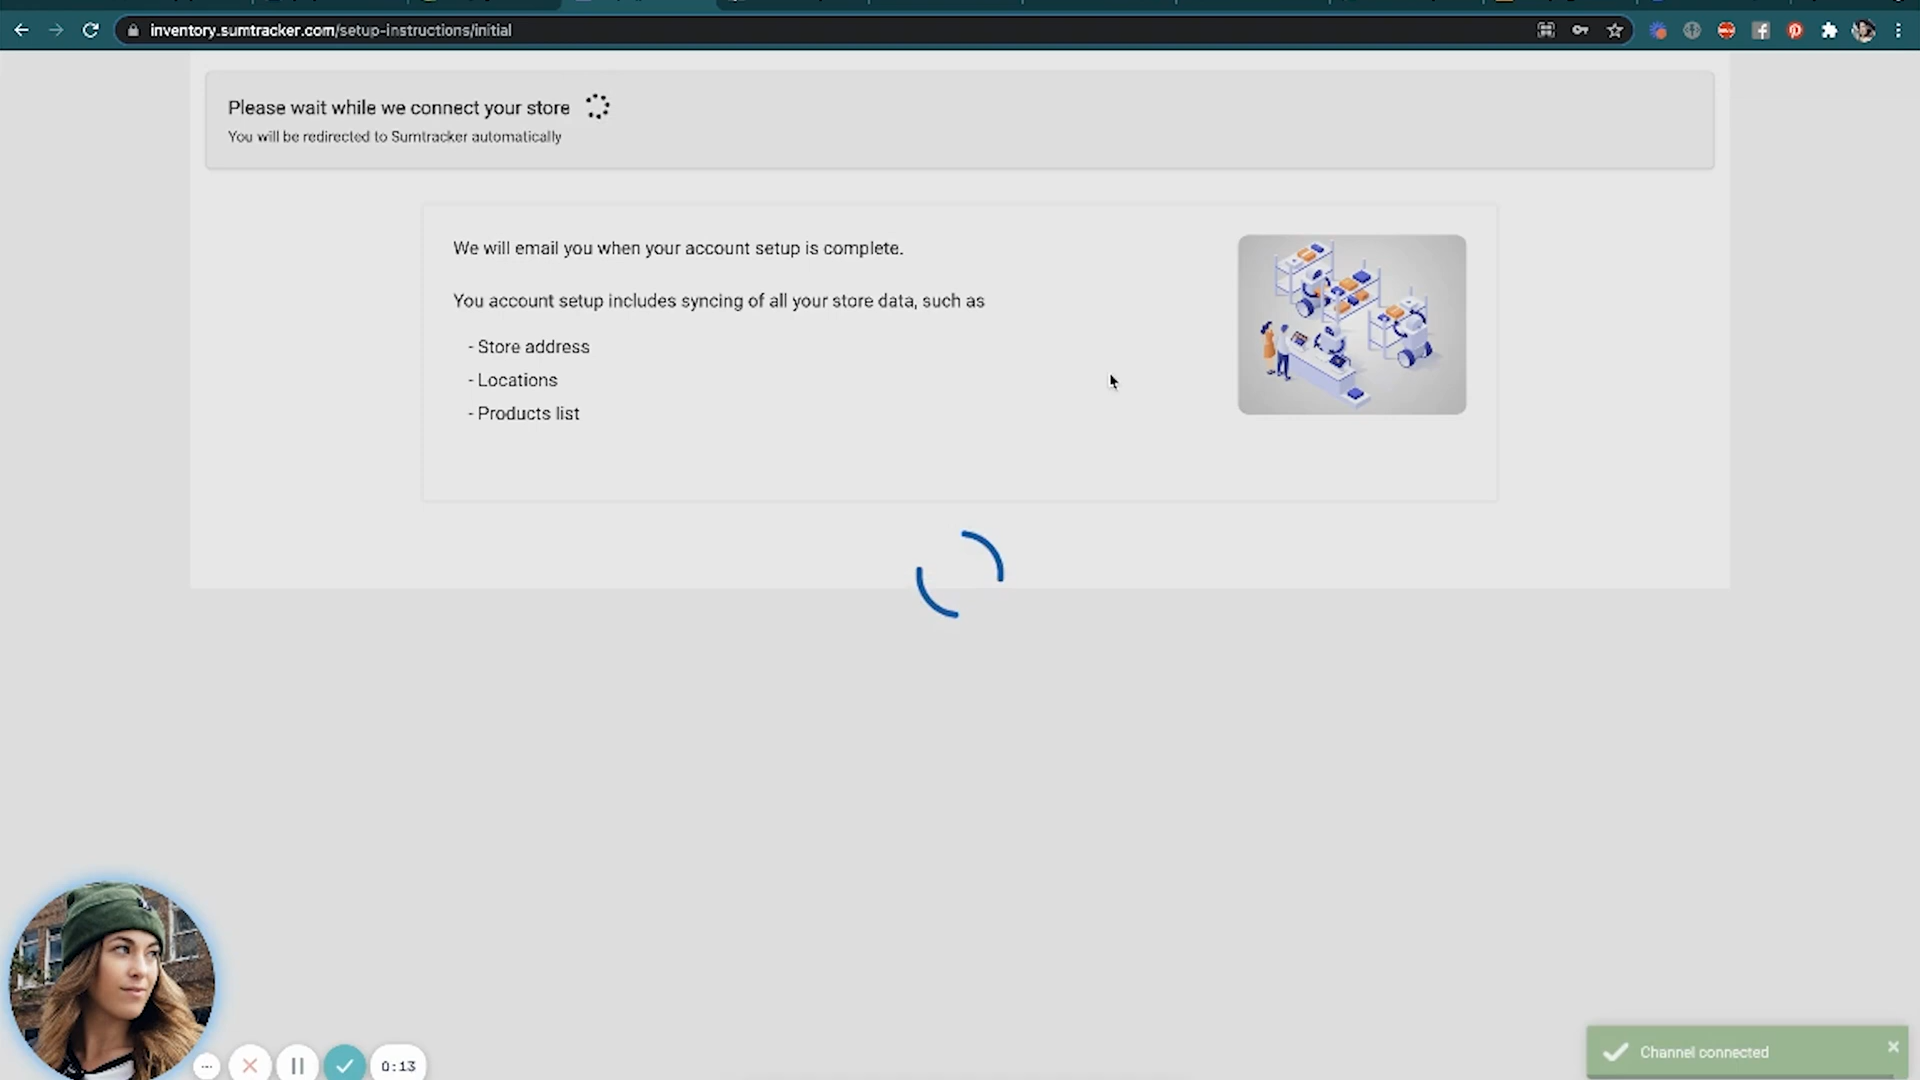 inventory.sumtracker.com/setup-instructions/initial
Please wait while we connect your store
You will be redirected to Sumtracker automatically
We will email you when your account setup is complete.
You account setup includes syncing of all your store data, such as
- Store address
- Locations
- Products list
0:13
Channel connected